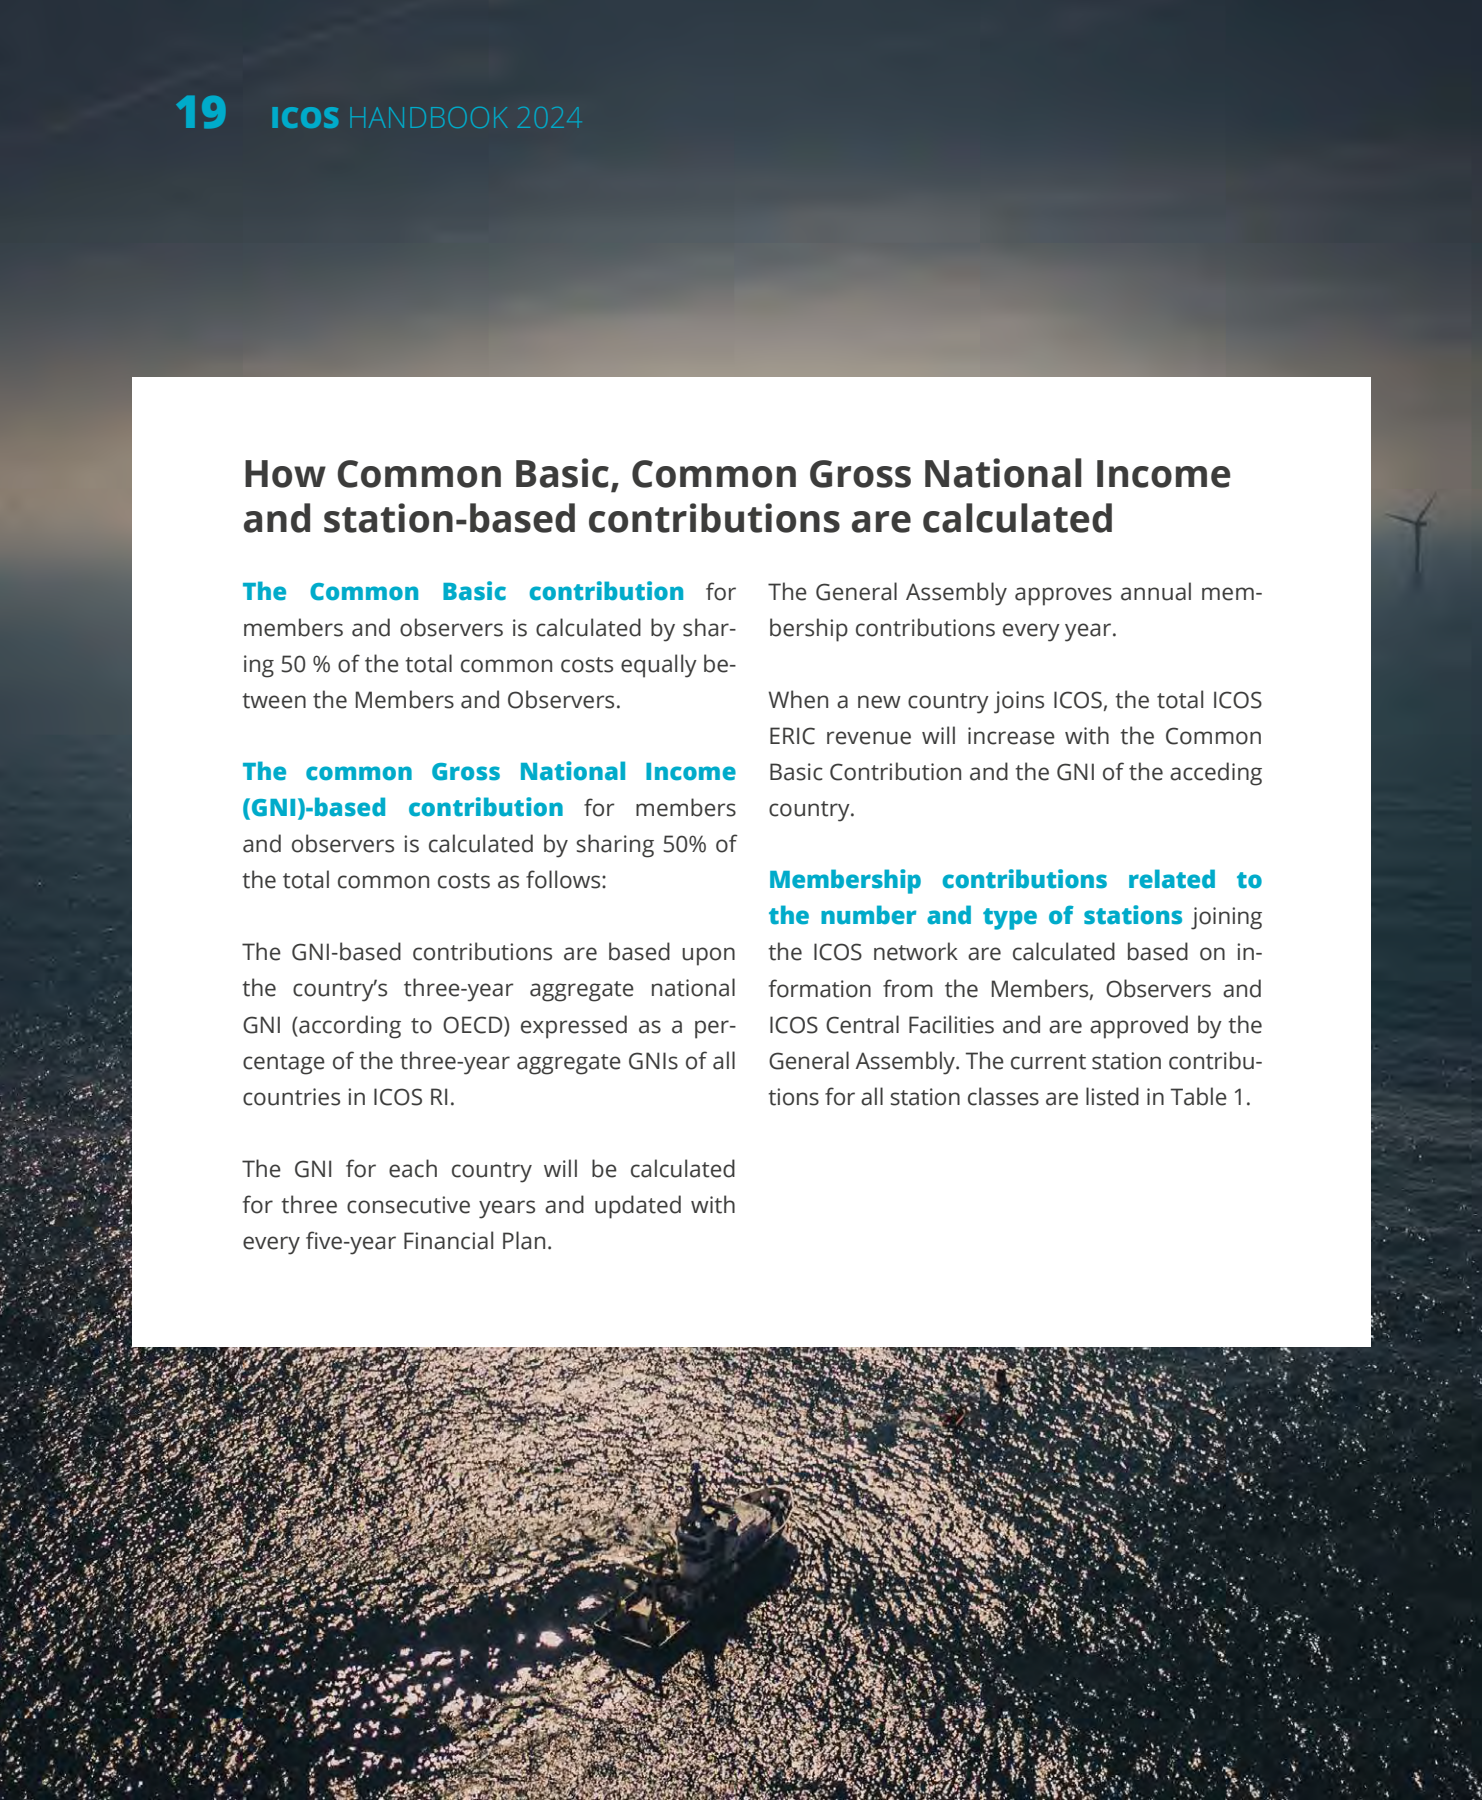 19 ICOS HANDBOOK 2024
How Common Basic, Common Gross National Income
and station-based contributions are calculated
The Common Basic contribution for
members and observers is calculated by shar-
ing 50 % of the total common costs equally be-
tween the Members and Observers.
The common Gross National Income
(GNI)-based contribution for members
and observers is calculated by sharing 50% of
the total common costs as follows:
The GNI-based contributions are based upon
the country’s three-year aggregate national
GNI (according to OECD) expressed as a per-
centage of the three-year aggregate GNIs of all
countries in ICOS RI.
The GNI for each country will be calculated
for three consecutive years and updated with
every five-year Financial Plan.
The General Assembly approves annual mem-
bership contributions every year.
When a new country joins ICOS, the total ICOS
ERIC revenue will increase with the Common
Basic Contribution and the GNI of the acceding
country.
Membership contributions related to
the number and type of stations joining
the ICOS network are calculated based on in-
formation from the Members, Observers and
ICOS Central Facilities and are approved by the
General Assembly. The current station contribu-
tions for all station classes are listed in Table 1.